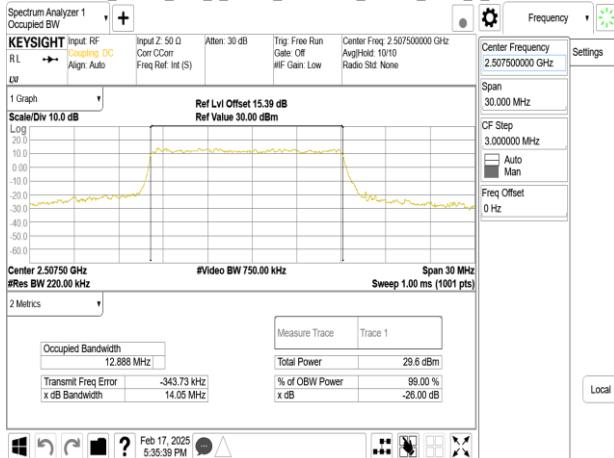 Spectrum Analyzer 1
Occupied BW
Frequency
KEYSIGHT
RL
Input: RF
Coupling: DC
Align: Auto
Input Z: 50 Ω
Corr CCorr
Freq Ref: Int (S)
Atten: 30 dB
Trig: Free Run
Gate: Off
#IF Gain: Low
Center Freq: 2.507500000 GHz
Avg|Hold: 10/10
Radio Std: None
LXI
Center Frequency
2.507500000 GHz
Settings
Span
30.000 MHz
CF Step
3.000000 MHz
Auto
Man
Freq Offset
0 Hz
Local
1 Graph
Scale/Div 10.0 dB
Ref Lvl Offset 15.39 dB
Ref Value 30.00 dBm
Log
20.0
10.0
0.00
-10.0
-20.0
-30.0
-40.0
-50.0
-60.0
Center 2.50750 GHz
#Video BW 750.00 kHz
Span 30 MHz
#Res BW 220.00 kHz
Sweep 1.00 ms (1001 pts)
2 Metrics
Measure Trace
Trace 1
Occupied Bandwidth
12.888 MHz
Total Power
29.6 dBm
Transmit Freq Error
-343.73 kHz
% of OBW Power
99.00 %
x dB Bandwidth
14.05 MHz
x dB
-26.00 dB
Feb 17, 2025
5:35:39 PM